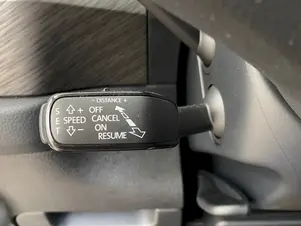 - DISTANCE +
S ⇧+ OFF
CANCEL
E SPEED ON
T ⇩- RESUME